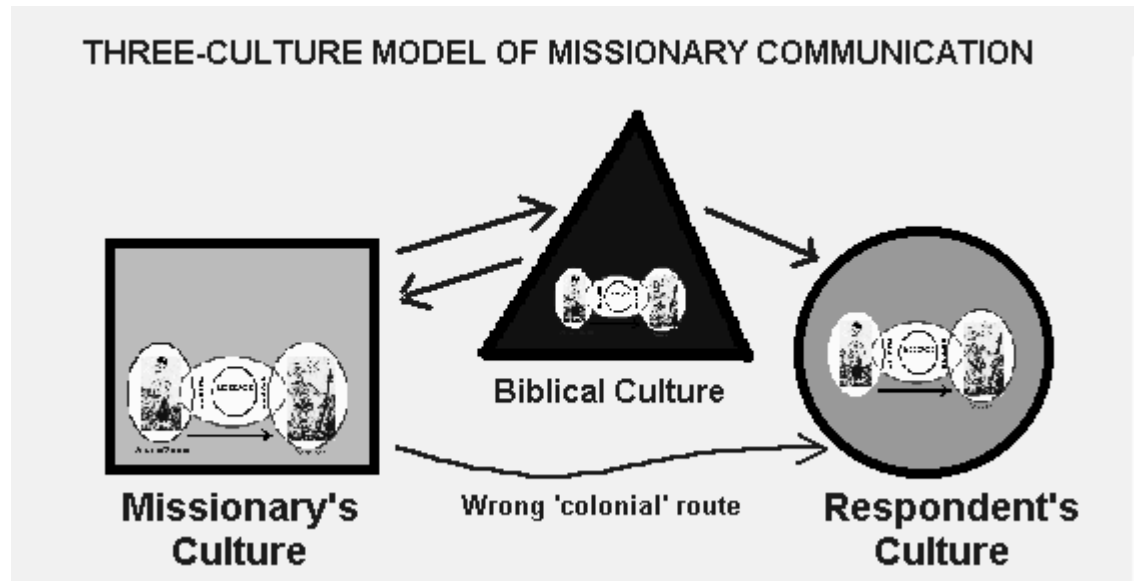 THREE-CULTURE MODEL OF MISSIONARY COMMUNICATION
Biblical Culture
Wrong 'colonial' route
Missionary's
Culture
Respondent's
Culture